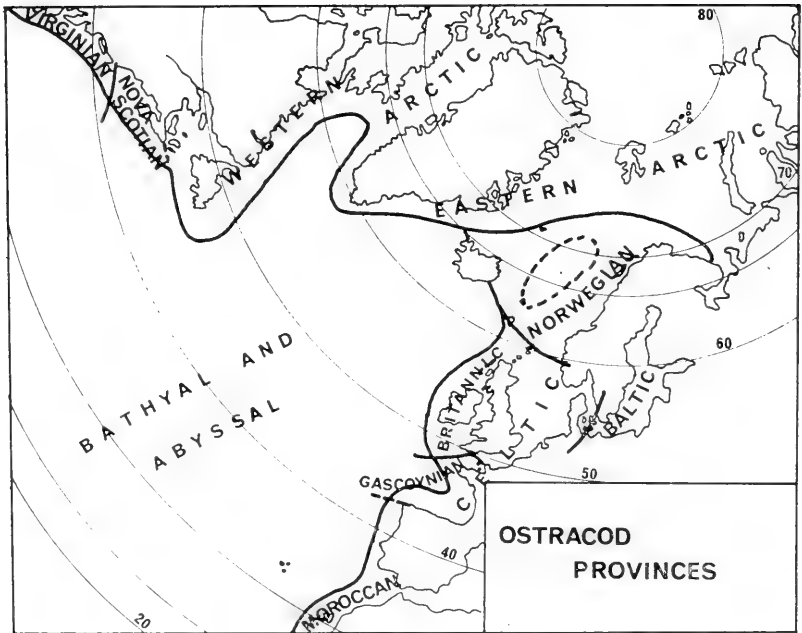 80
VIRGINIAN
NOVA
SCOTIAN
WESTERN
ARCTIC
EASTERN
ARCTIC
70
NORWEGIAN
60
BATHYAL AND
ABYSSAL
BRITANNIC
CELTIC
BALTIC
50
GASCOYNIAN
40
MOROCCAN
20
OSTRACOD
PROVINCES